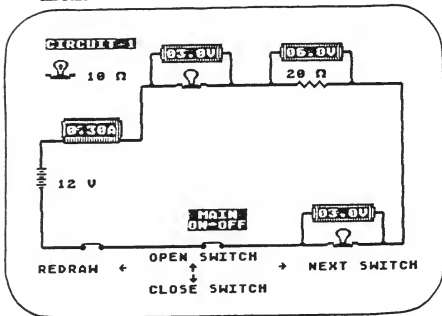 CIRCUIT-1
10 Ω
03.0V
06.0V
20 Ω
0.30A
12 V
03.0V
MAIN
ON-OFF
OPEN SWITCH
REDRAW ← → NEXT SWITCH
CLOSE SWITCH